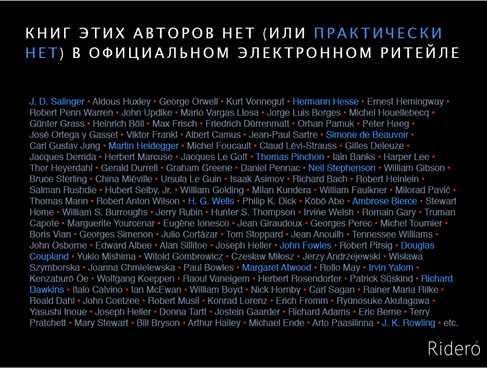 КНИГ ЭТИХ АВТОРОВ НЕТ (ИЛИ ПРАКТИЧЕСКИ
НЕТ) В ОФИЦИАЛЬНОМ ЭЛЕКТРОННОМ РИТЕЙЛЕ
J. D. Salinger • Aldous Huxley • George Orwell • Kurt Vonnegut • Hermann Hesse • Ernest Hemingway •
Robert Penn Warren • John Updike • Mario Vargas Llosa • Jorge Luis Borges • Michel Houellebecq •
Günter Grass • Heinrich Böll • Max Frisch • Friedrich Dürrenmatt • Orhan Pamuk • Peter Høeg •
José Ortega y Gasset • Viktor Frankl • Albert Camus • Jean-Paul Sartre • Simone de Beauvoir •
Carl Gustav Jung • Martin Heidegger • Michel Foucault • Claud Lévi-Strauss • Gilles Deleuze •
Jacques Derrida • Herbert Marcuse • Jacques Le Goff • Thomas Pinchon • Iain Banks • Harper Lee •
Thor Heyerdahl • Gerald Durrell • Graham Greene • Daniel Pennac • Neil Stephenson • William Gibson •
Bruce Sterling • China Miéville • Ursula Le Guin • Isaak Asimov • Richard Bach • Robert Heinlein •
Salman Rushdie • Hubert Selby, Jr. • William Golding • Milan Kundera • William Faulkner • Milorad Pavić •
Thomas Mann • Robert Anton Wilson • H. G. Wells • Philip K. Dick • Kōbō Abe • Ambrose Bierce • Stewart
Home • William S. Burroughs • Jerry Rubin • Hunter S. Thompson • Irvine Welsh • Romain Gary • Truman
Capote • Marguerite Yourcenar • Eugène Ionesco • Jean Giraudoux • Georges Perec • Michel Tournier •
Boris Vian • Georges Simenon • Julio Cortázar • Tom Stoppard • Jean Anouilh • Tennessee Williams •
John Osborne • Edward Albee • Alan Sillitoe • Joseph Heller • John Fowles • Robert Pirsig • Douglas
Coupland • Yukio Mishima • Witold Gombrowicz • Czesław Miłosz • Jerzy Andrzejewski • Wisława
Szymborska • Joanna Chmielewska • Paul Bowles • Margaret Atwood • Rollo May • Irvin Yalom •
Kenzaburō Ōe • Wolfgang Koeppen • Raoul Vaneigem • Herbert Rosendorfer • Patrick Süskind • Richard
Dawkins • Italo Calvino • Ian McEwan • William Boyd • Nick Hornby • Carl Sagan • Rainer Maria Rilke •
Roald Dahl • John Coetzee • Robert Musil • Konrad Lorenz • Erich Fromm • Ryūnosuke Akutagawa •
Yasushi Inoue • Joseph Heller • Donna Tartt • Jostein Gaarder • Richard Adams • Eric Berne • Terry
Pratchett • Mary Stewart • Bill Bryson • Arthur Hailey • Michael Ende • Arto Paasilinna • J. K. Rowling • etc.
Ridero